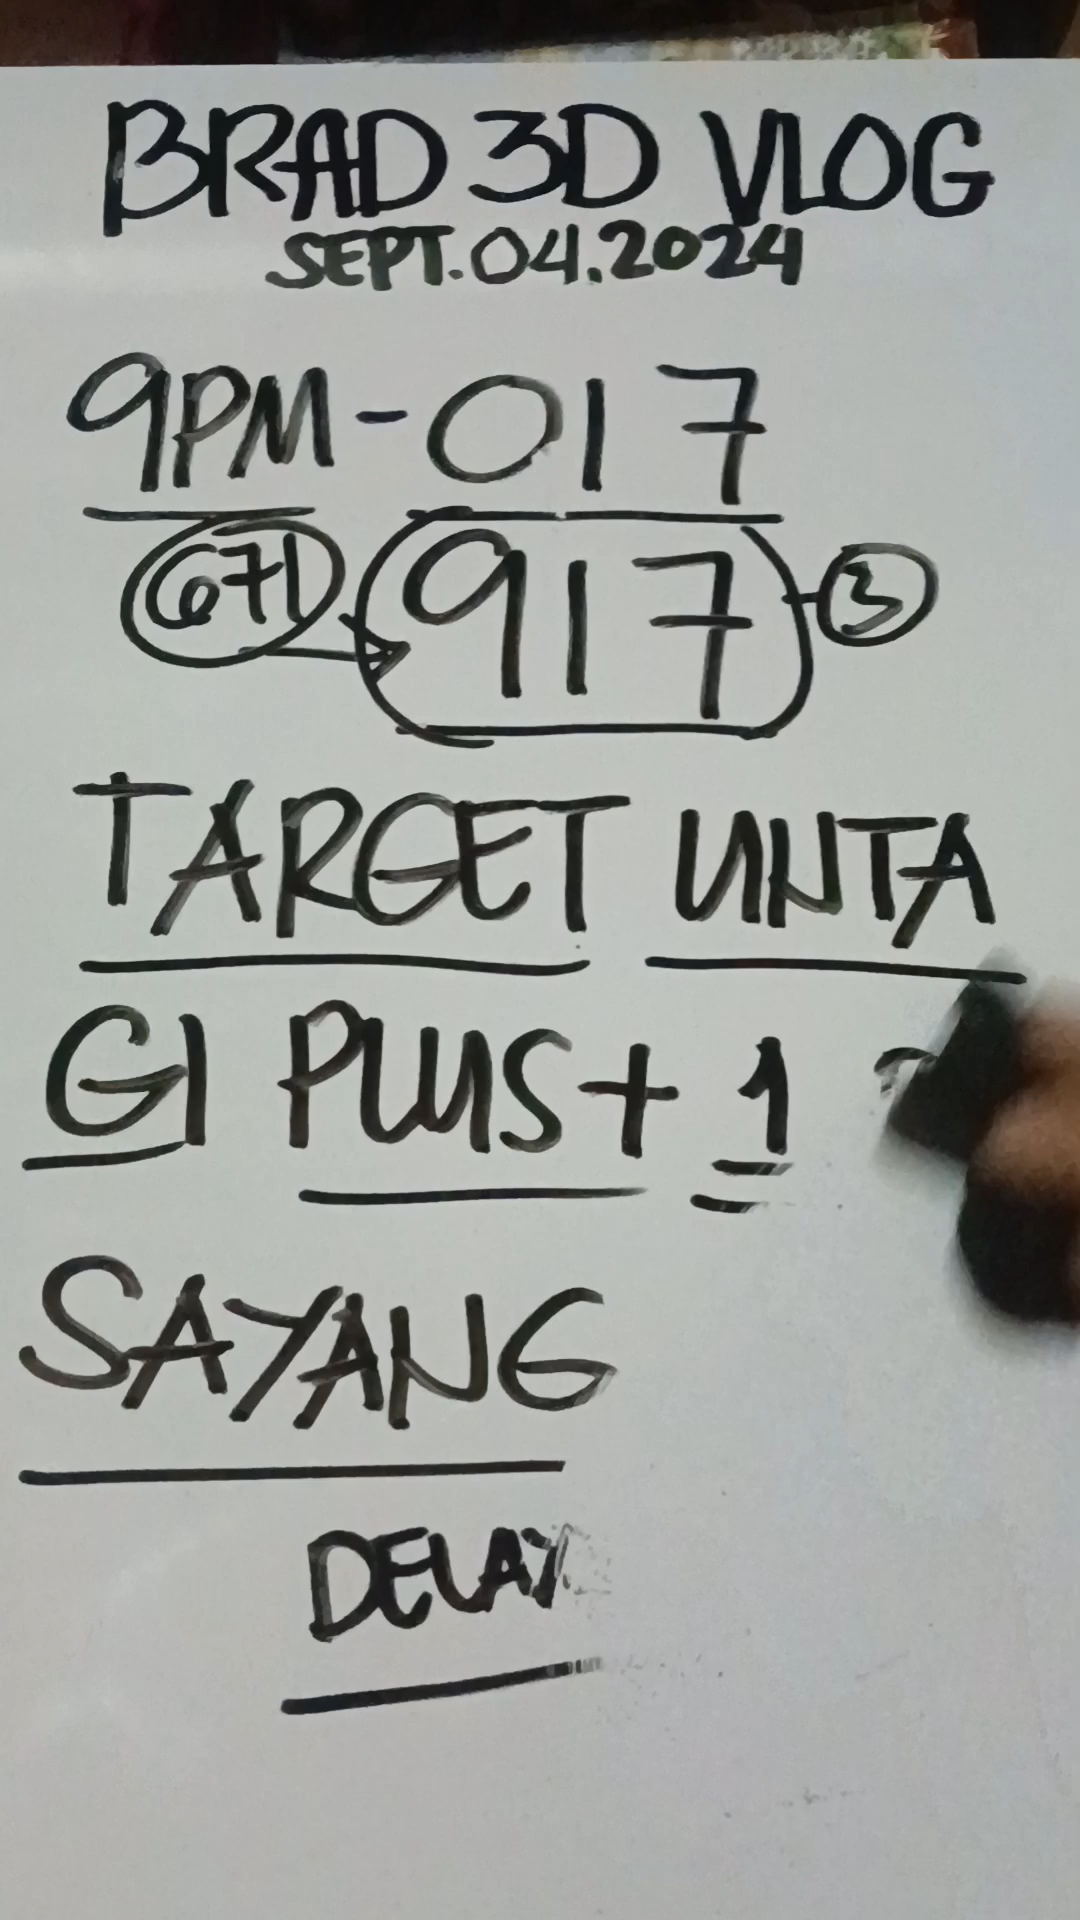 BRAD 3D VLOG
SEPT.04.2024
9PM-017
671 917 3
TARGET UNTA
GI PLUS+1
SAYANG
DELAY